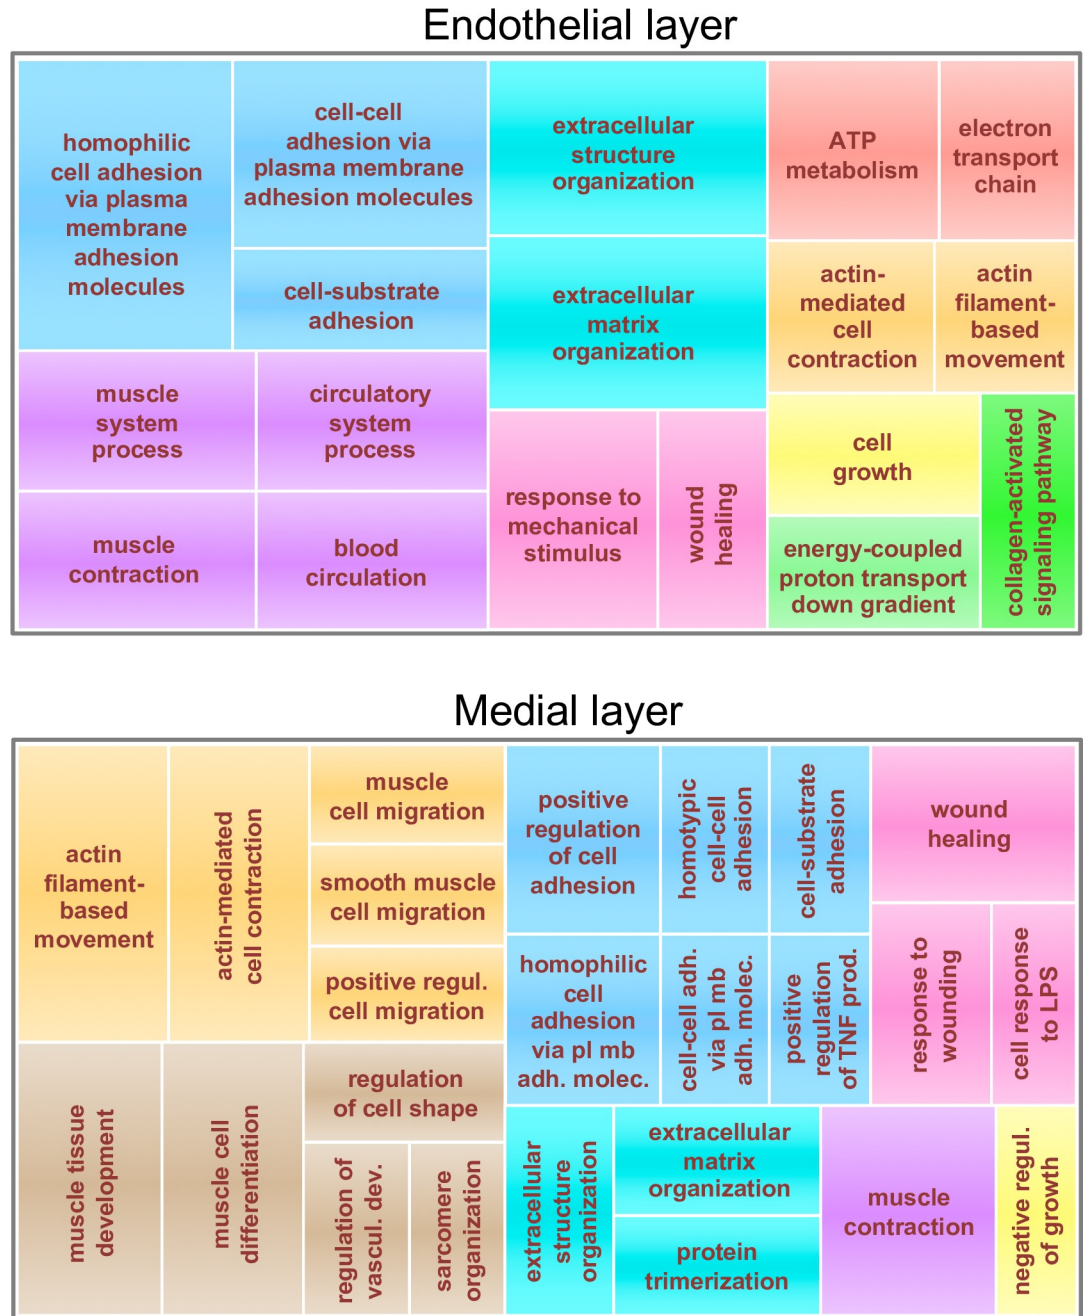 Endothelial layer
homophilic
cell adhesion
via plasma
membrane
adhesion
molecules
cell-cell
adhesion via
plasma membrane
adhesion molecules
cell-substrate
adhesion
extracellular
structure
organization
extracellular
matrix
organization
ATP
metabolism
electron
transport
chain
actin-
mediated
cell
contraction
actin
filament-
based
movement
muscle
system
process
circulatory
system
process
muscle
contraction
blood
circulation
response to
mechanical
stimulus
wound
healing
cell
growth
energy-coupled
proton transport
down gradient
collagen-activated
signaling pathway
Medial layer
actin
filament-
based
movement
actin-mediated
cell contraction
muscle
cell migration
smooth muscle
cell migration
positive regul.
cell migration
positive
regulation
of cell
adhesion
homotypic
cell-cell
adhesion
cell-substrate
adhesion
homophilic
cell
adhesion
via pl mb
adh. molec.
cell-cell adh.
via pl mb
adh. molec.
positive
regulation
of TNF prod.
wound
healing
response to
wounding
cell response
to LPS
muscle tissue
development
muscle cell
differentiation
regulation
of cell shape
regulation of
vascul. dev.
sarcomere
organization
extracellular
structure
organization
extracellular
matrix
organization
protein
trimerization
muscle
contraction
negative regul.
of growth